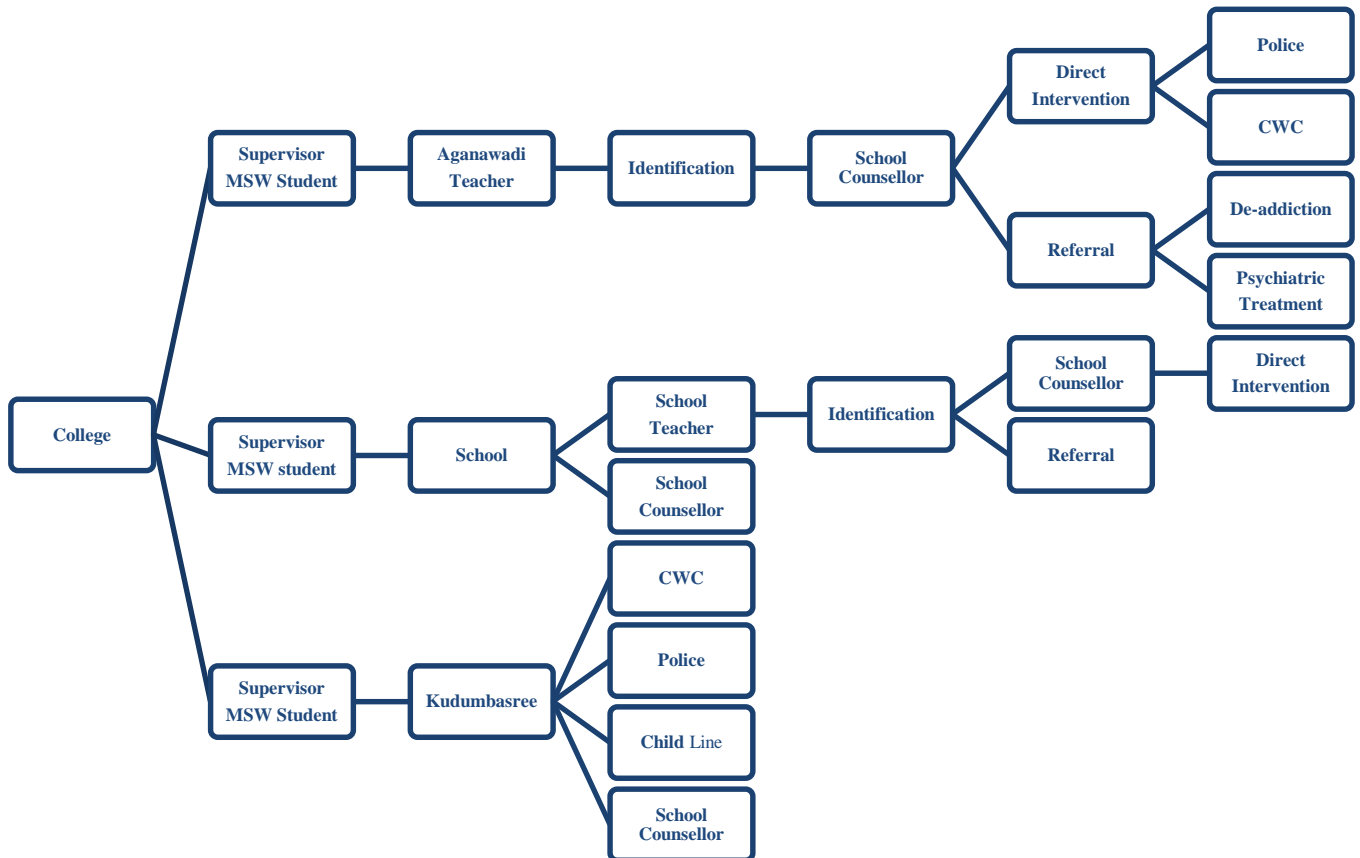 College
Supervisor
MSW Student
Aganawadi
Teacher
Identification
School
Counsellor
Direct
Intervention
Police
CWC
Referral
De-addiction
Psychiatric
Treatment
Supervisor
MSW student
School
School
Teacher
Identification
School
Counsellor
Direct
Intervention
Referral
School
Counsellor
Supervisor
MSW Student
Kudumbasree
CWC
Police
Child Line
School
Counsellor